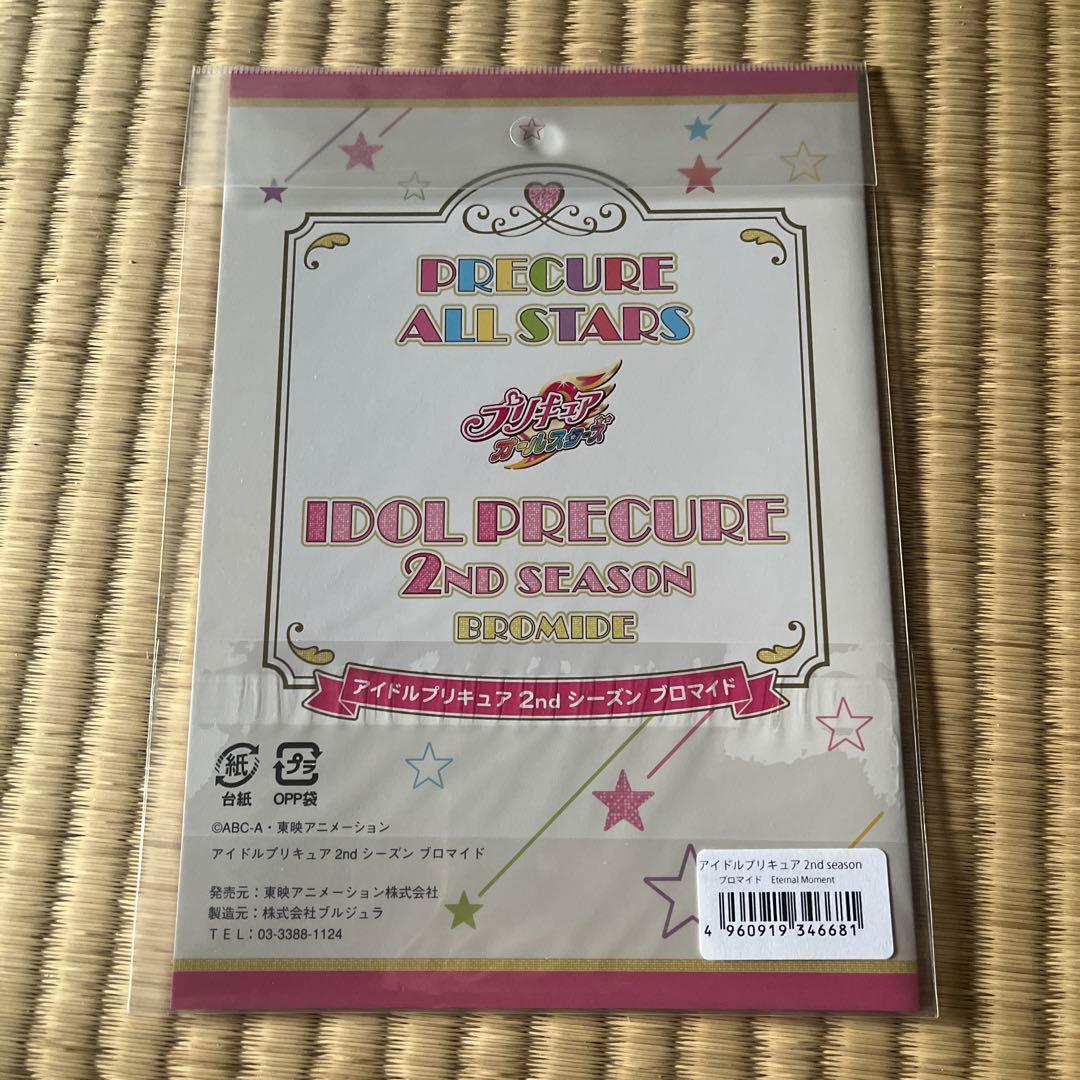 PRECURE
ALL STARS
プリキュア
オールスターズ
IDOL PRECURE
2ND SEASON
BROMIDE
アイドルプリキュア 2nd シーズン ブロマイド
紙
プラ
台紙
OPP袋
©ABC-A・東映アニメーション
アイドルプリキュア 2nd シーズン ブロマイド
発売元：東映アニメーション株式会社
製造元：株式会社ブルジュラ
ＴＥＬ：03-3388-1124
アイドルプリキュア 2nd season
ブロマイド　Eternal Moment
4 960919 346681